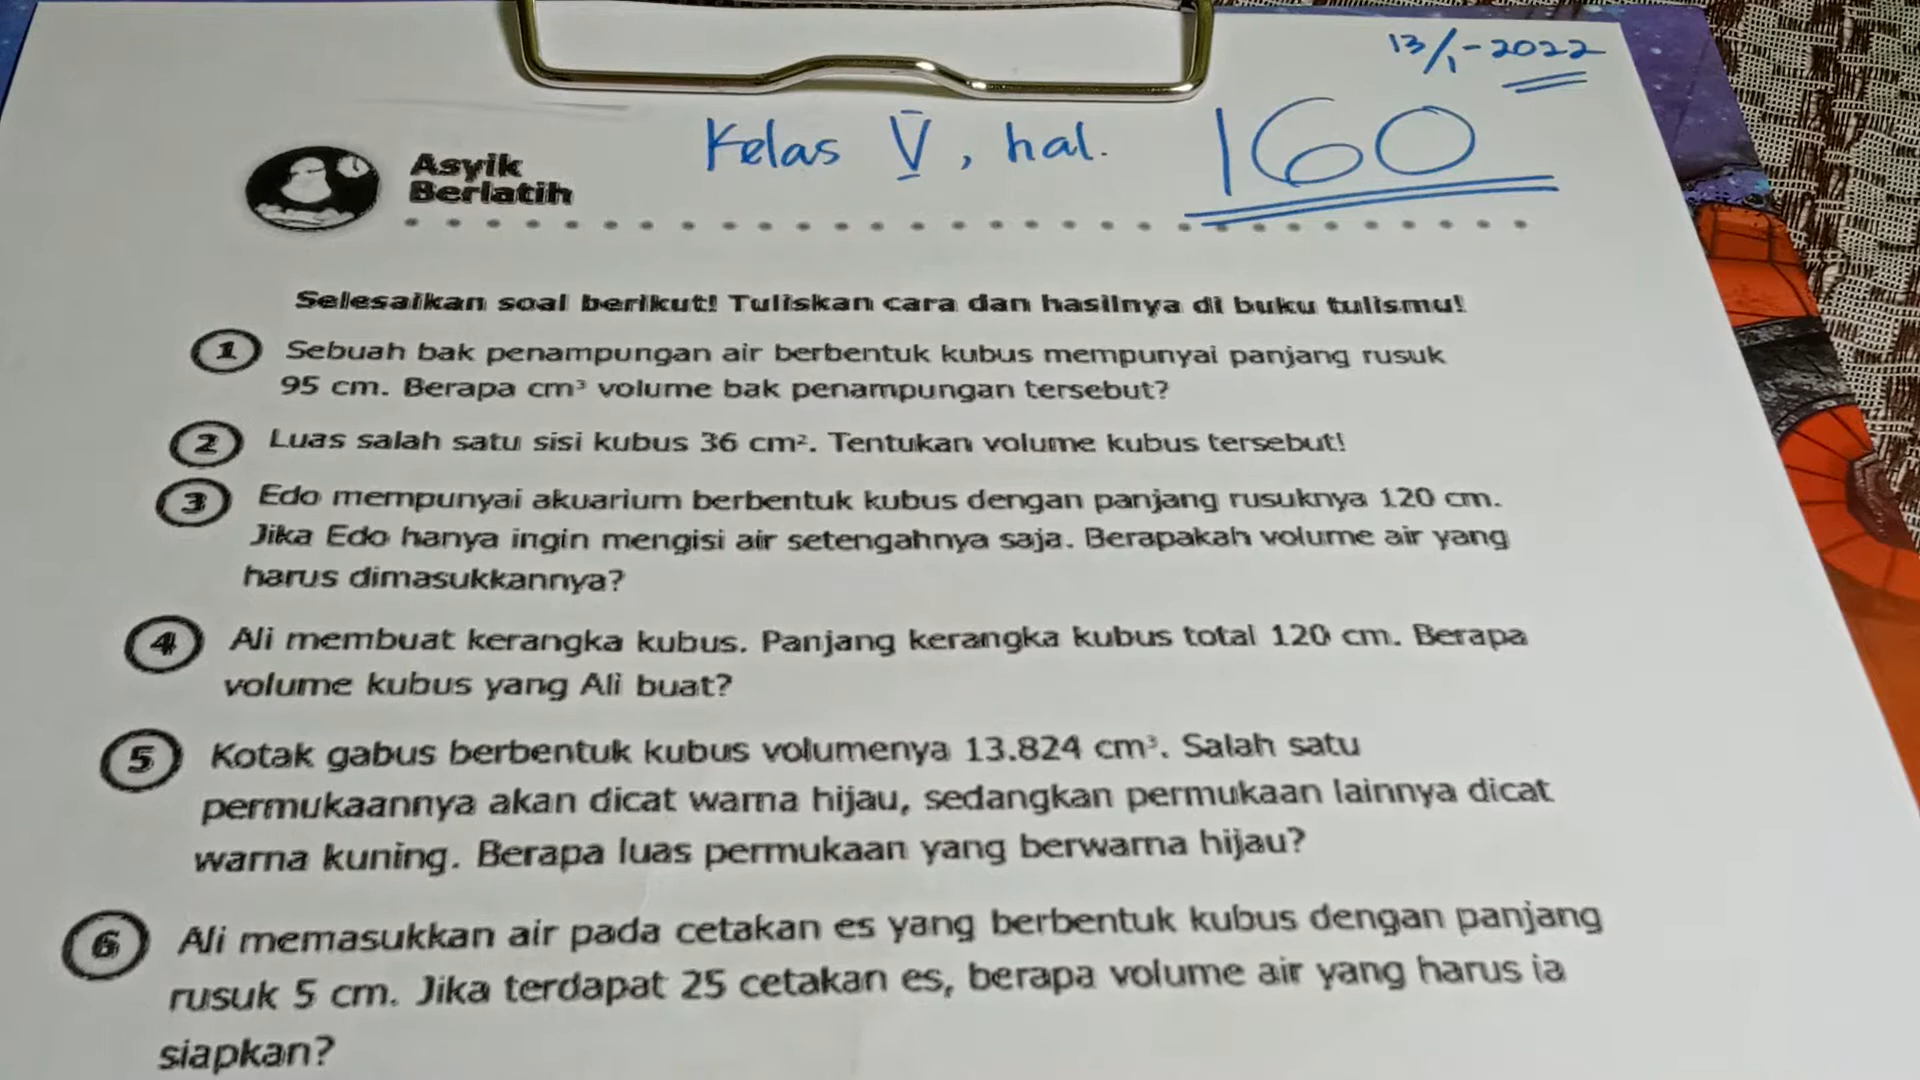 13/1-2022
Kelas V, hal. 160
Asyik
Berlatih
Selesaikan soal berikut! Tuliskan cara dan hasilnya di buku tulismu!
1 Sebuah bak penampungan air berbentuk kubus mempunyai panjang rusuk
95 cm. Berapa cm³ volume bak penampungan tersebut?
2 Luas salah satu sisi kubus 36 cm². Tentukan volume kubus tersebut!
3 Edo mempunyai akuarium berbentuk kubus dengan panjang rusuknya 120 cm.
Jika Edo hanya ingin mengisi air setengahnya saja. Berapakah volume air yang
harus dimasukkannya?
4 Ali membuat kerangka kubus. Panjang kerangka kubus total 120 cm. Berapa
volume kubus yang Ali buat?
5 Kotak gabus berbentuk kubus volumenya 13.824 cm³. Salah satu
permukaannya akan dicat warna hijau, sedangkan permukaan lainnya dicat
warna kuning. Berapa luas permukaan yang berwarna hijau?
6 Ali memasukkan air pada cetakan es yang berbentuk kubus dengan panjang
rusuk 5 cm. Jika terdapat 25 cetakan es, berapa volume air yang harus ia
siapkan?